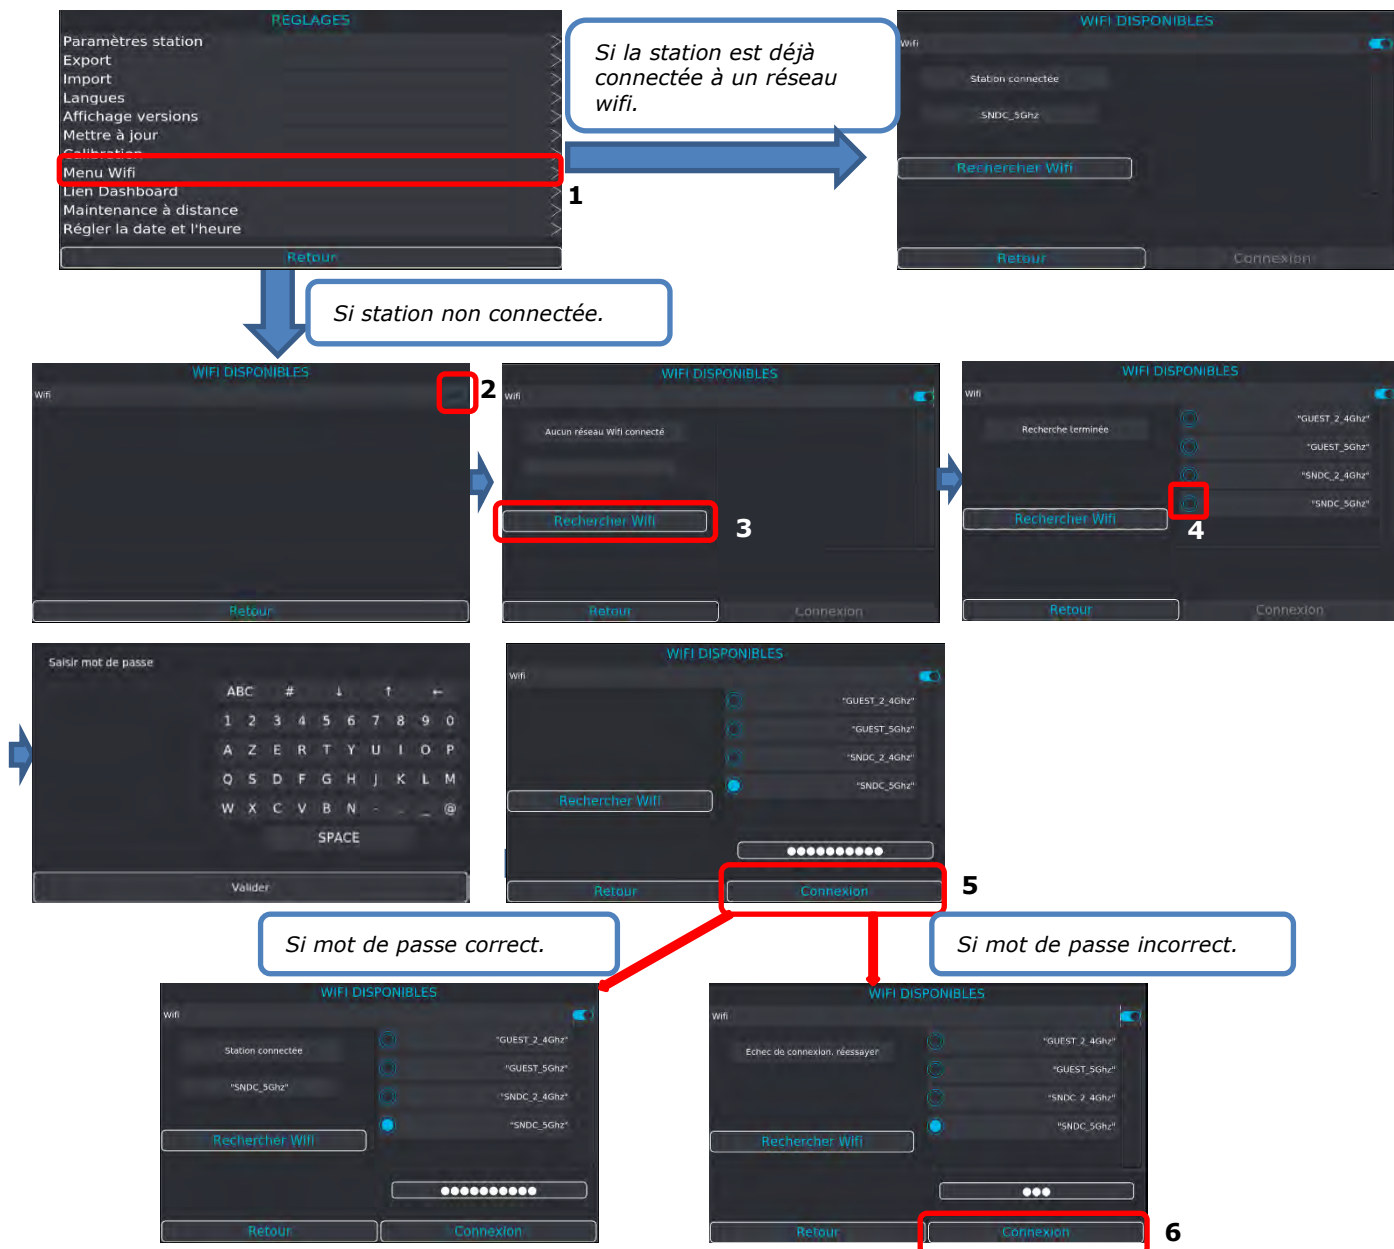 REGLAGES
Paramètres station
Export
Import
Langues
Affichage versions
Mettre à jour
Calibration
Menu Wifi
Lien Dashboard
Maintenance à distance
Régler la date et l'heure
Retour
1
Si la station est déjà
connectée à un réseau
wifi.
WIFI DISPONIBLES
Wifi
Station connectée
SNDC_5Ghz
Rechercher Wifi
Retour
Connexion
Si station non connectée.
WIFI DISPONIBLES
Wifi
2
Retour
WIFI DISPONIBLES
Wifi
Aucun réseau Wifi connecté
Rechercher Wifi
3
Retour
Connexion
WIFI DISPONIBLES
Wifi
Recherche terminée
"GUEST_2_4Ghz"
"GUEST_5Ghz"
"SNDC_2_4Ghz"
"SNDC_5Ghz"
Rechercher Wifi
4
Retour
Connexion
Saisir mot de passe
ABC # ↓ ↑ ←
1 2 3 4 5 6 7 8 9 0
A Z E R T Y U I O P
Q S D F G H J K L M
W X C V B N - . _ @
SPACE
Valider
WIFI DISPONIBLES
Wifi
"GUEST_2_4Ghz"
"GUEST_5Ghz"
"SNDC_2_4Ghz"
"SNDC_5Ghz"
Rechercher Wifi
●●●●●●●●●●
Retour
Connexion
5
Si mot de passe correct.
Si mot de passe incorrect.
WIFI DISPONIBLES
Wifi
Station connectée
"SNDC_5Ghz"
"GUEST_2_4Ghz"
"GUEST_5Ghz"
"SNDC_2_4Ghz"
"SNDC_5Ghz"
Rechercher Wifi
●●●●●●●●●●
Retour
Connexion
WIFI DISPONIBLES
Wifi
Echec de connexion, réessayer
"GUEST_2_4Ghz"
"GUEST_5Ghz"
"SNDC_2_4Ghz"
"SNDC_5Ghz"
Rechercher Wifi
●●●
Retour
Connexion
6